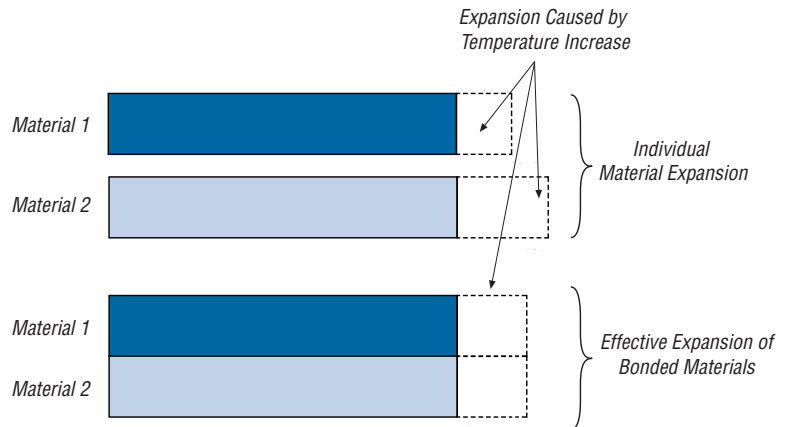 Expansion Caused by
Temperature Increase
Material 1
Individual
Material Expansion
Material 2
Material 1
Effective Expansion of
Bonded Materials
Material 2